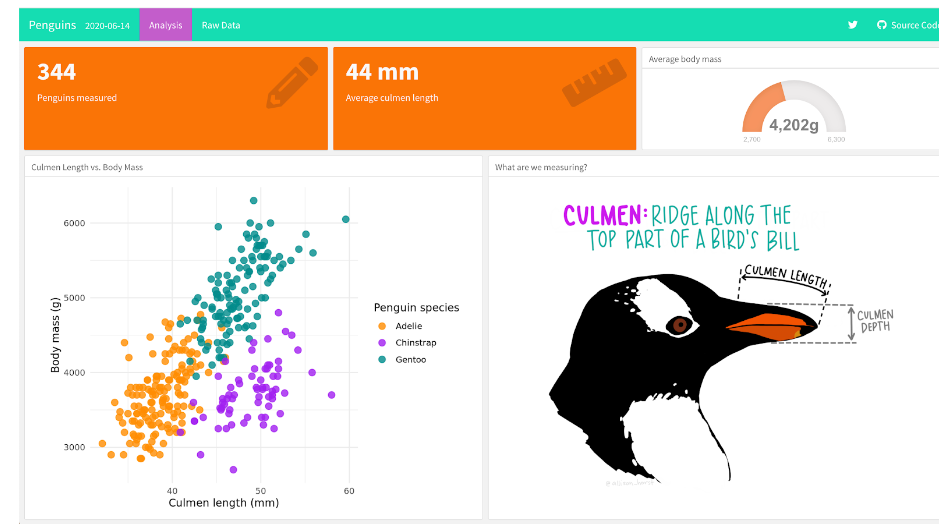 Penguins 2020-06-14 Analysis Raw Data Source Code
344
Penguins measured
44 mm
Average culmen length
Average body mass
4,202g
2,700 6,300
Culmen Length vs. Body Mass
6000
5000
4000
3000
Body mass (g)
40 50 60
Culmen length (mm)
Penguin species
Adelie
Chinstrap
Gentoo
What are we measuring?
CULMEN: RIDGE ALONG THE
TOP PART OF A BIRD'S BILL
CULMEN LENGTH
CULMEN
DEPTH